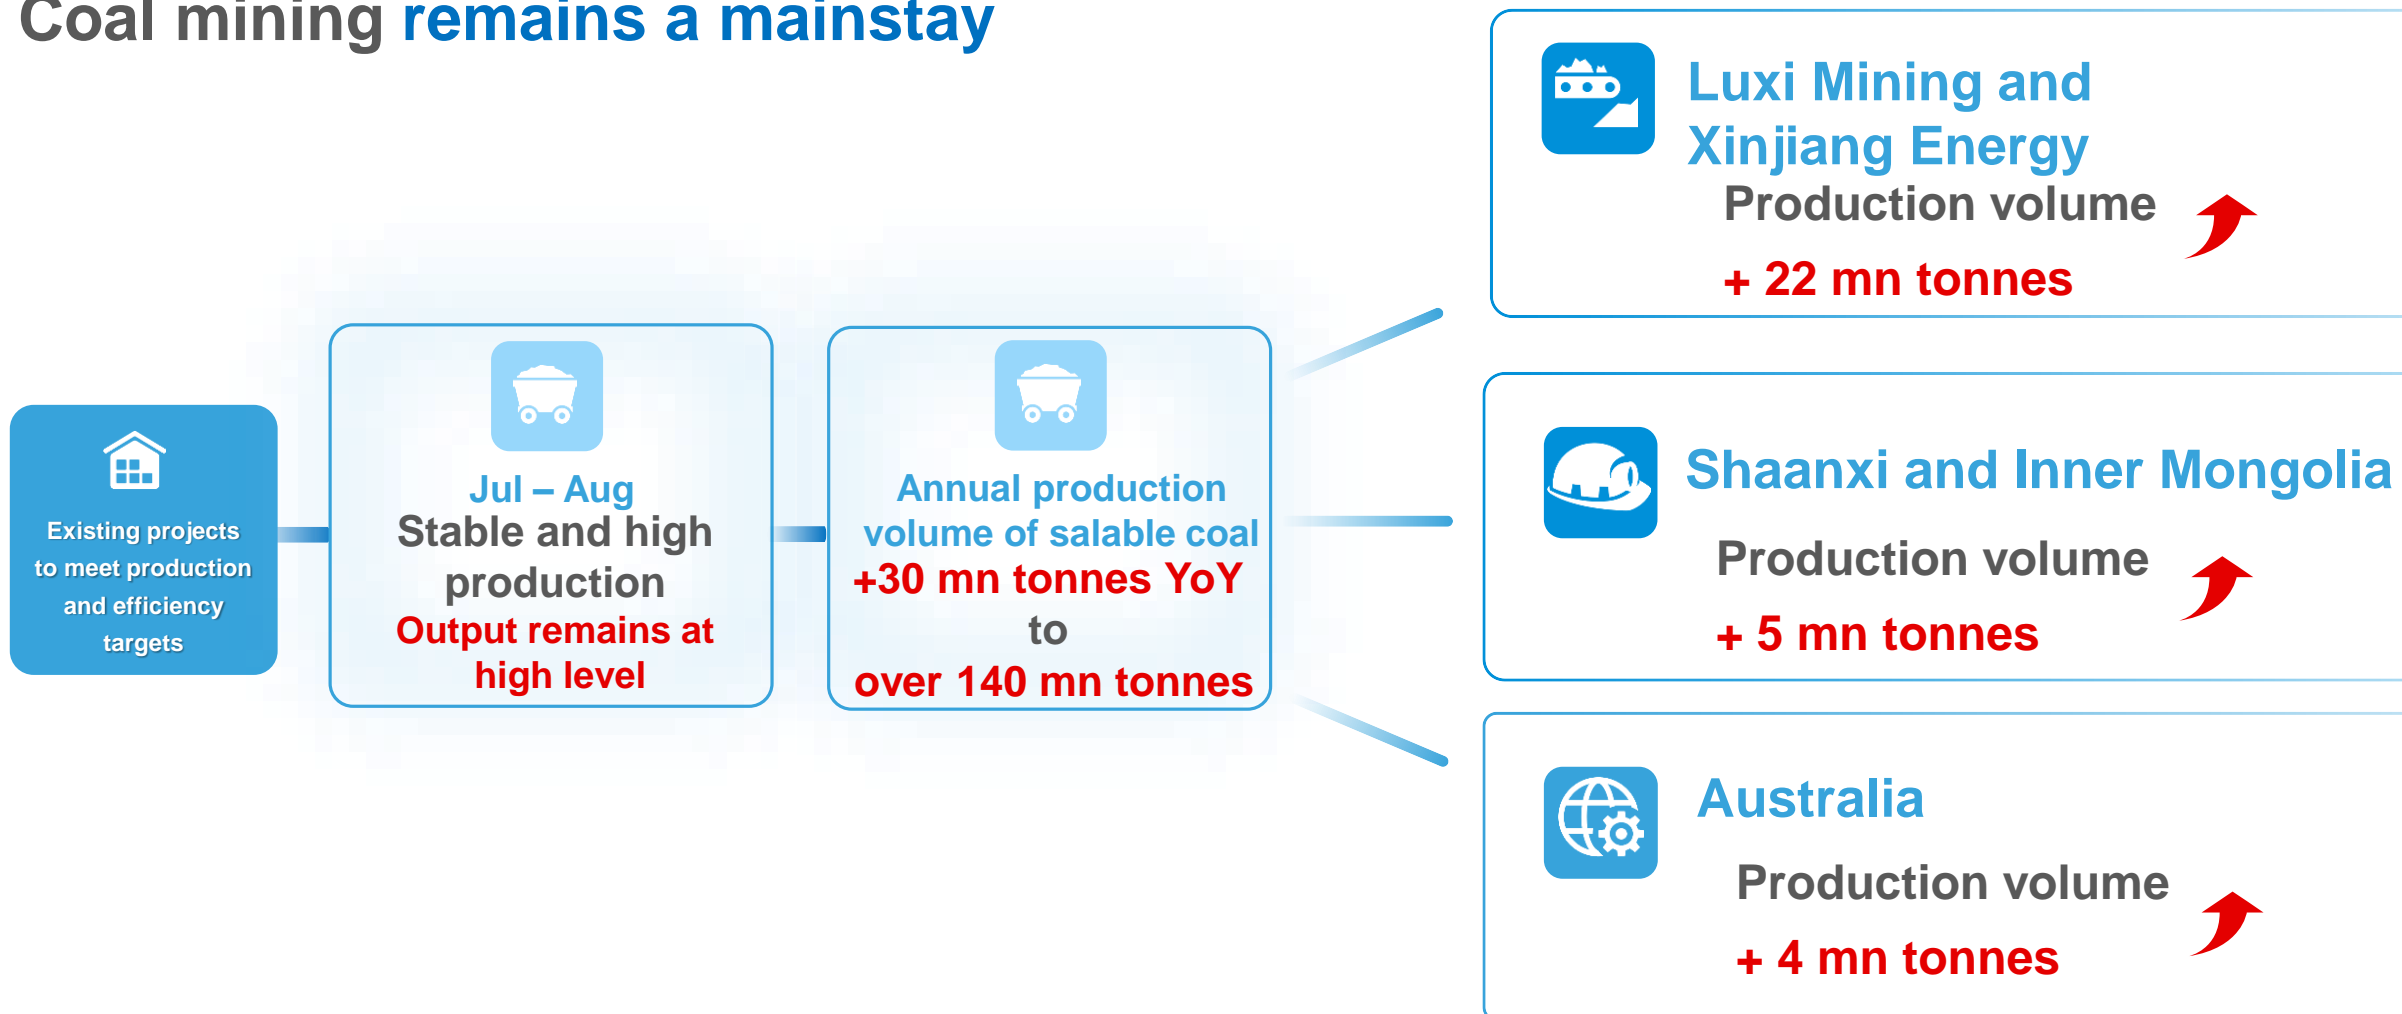 Coal mining remains a mainstay
Existing projects
to meet production
and efficiency
targets
Jul – Aug
Stable and high
production
Output remains at
high level
Annual production
volume of salable coal
+30 mn tonnes YoY
to
over 140 mn tonnes
Luxi Mining and
Xinjiang Energy
Production volume
+ 22 mn tonnes
Shaanxi and Inner Mongolia
Production volume
+ 5 mn tonnes
Australia
Production volume
+ 4 mn tonnes